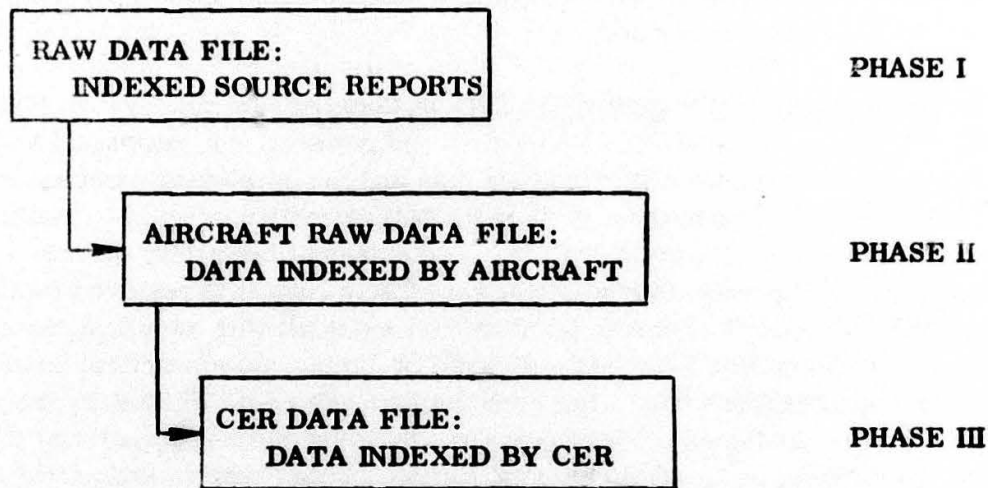 RAW DATA FILE:
INDEXED SOURCE REPORTS
PHASE I
AIRCRAFT RAW DATA FILE:
DATA INDEXED BY AIRCRAFT
PHASE II
CER DATA FILE:
DATA INDEXED BY CER
PHASE III